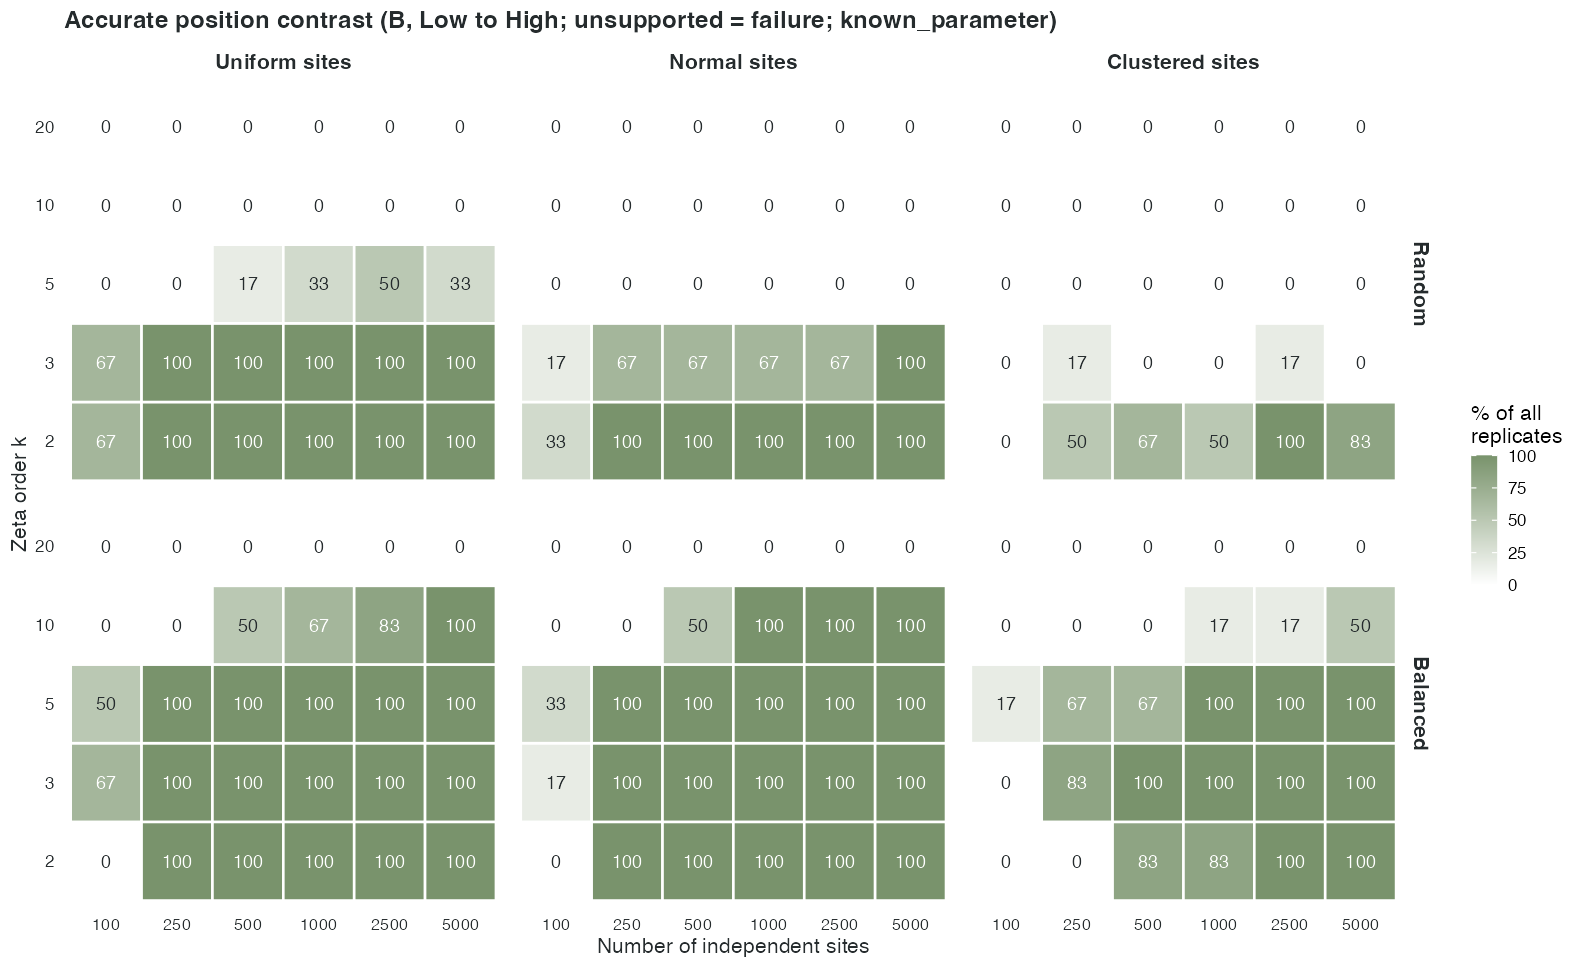 Accurate position contrast (B, Low to High; unsupported = failure; known_parameter)
Uniform sites Normal sites Clustered sites
20 0 0 0 0 0 0 0 0 0 0 0 0 0 0 0 0 0 0
10 0 0 0 0 0 0 0 0 0 0 0 0 0 0 0 0 0 0
5 0 0 17 33 50 33 0 0 0 0 0 0 0 0 0 0 0 0
3 67 100 100 100 100 100 17 67 67 67 67 100 0 17 0 0 17 0
2 67 100 100 100 100 100 33 100 100 100 100 100 0 50 67 50 100 83
Random
20 0 0 0 0 0 0 0 0 0 0 0 0 0 0 0 0 0 0
10 0 0 50 67 83 100 0 0 50 100 100 100 0 0 0 17 17 50
5 50 100 100 100 100 100 33 100 100 100 100 100 17 67 67 100 100 100
3 67 100 100 100 100 100 17 100 100 100 100 100 0 83 100 100 100 100
2 0 100 100 100 100 100 0 100 100 100 100 100 0 0 83 83 100 100
Balanced
100 250 500 1000 2500 5000 100 250 500 1000 2500 5000 100 250 500 1000 2500 5000
Number of independent sites
Zeta order k
% of all
replicates
100
75
50
25
0